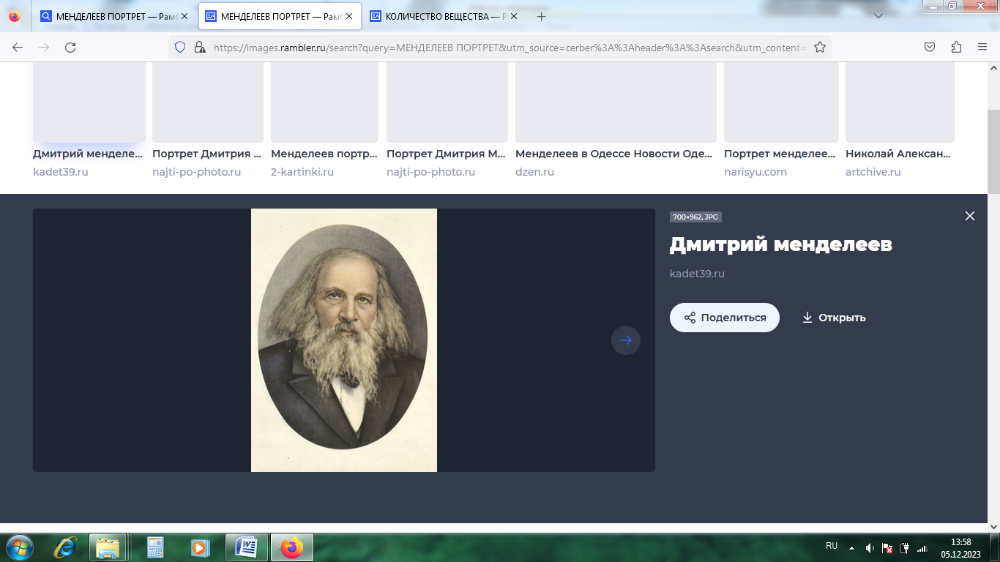 МЕНДЕЛЕЕВ ПОРТРЕТ — Рамб
МЕНДЕЛЕЕВ ПОРТРЕТ — Рамб
КОЛИЧЕСТВО ВЕЩЕСТВА — Р
https://images.rambler.ru/search?query=МЕНДЕЛЕЕВ ПОРТРЕТ&utm_source=cerber%3A%3Aheader%3A%3Asearch&utm_content=
Дмитрий менделе...
Портрет Дмитрия ...
Менделеев портр...
Портрет Дмитрия М...
Менделеев в Одессе Новости Оде...
Портрет менделее...
Николай Алексан...
kadet39.ru
najti-po-photo.ru
2-kartinki.ru
najti-po-photo.ru
dzen.ru
narisyu.com
artchive.ru
700×962, JPG
Дмитрий менделеев
kadet39.ru
Поделиться
Открыть
RU
13:58
05.12.2023